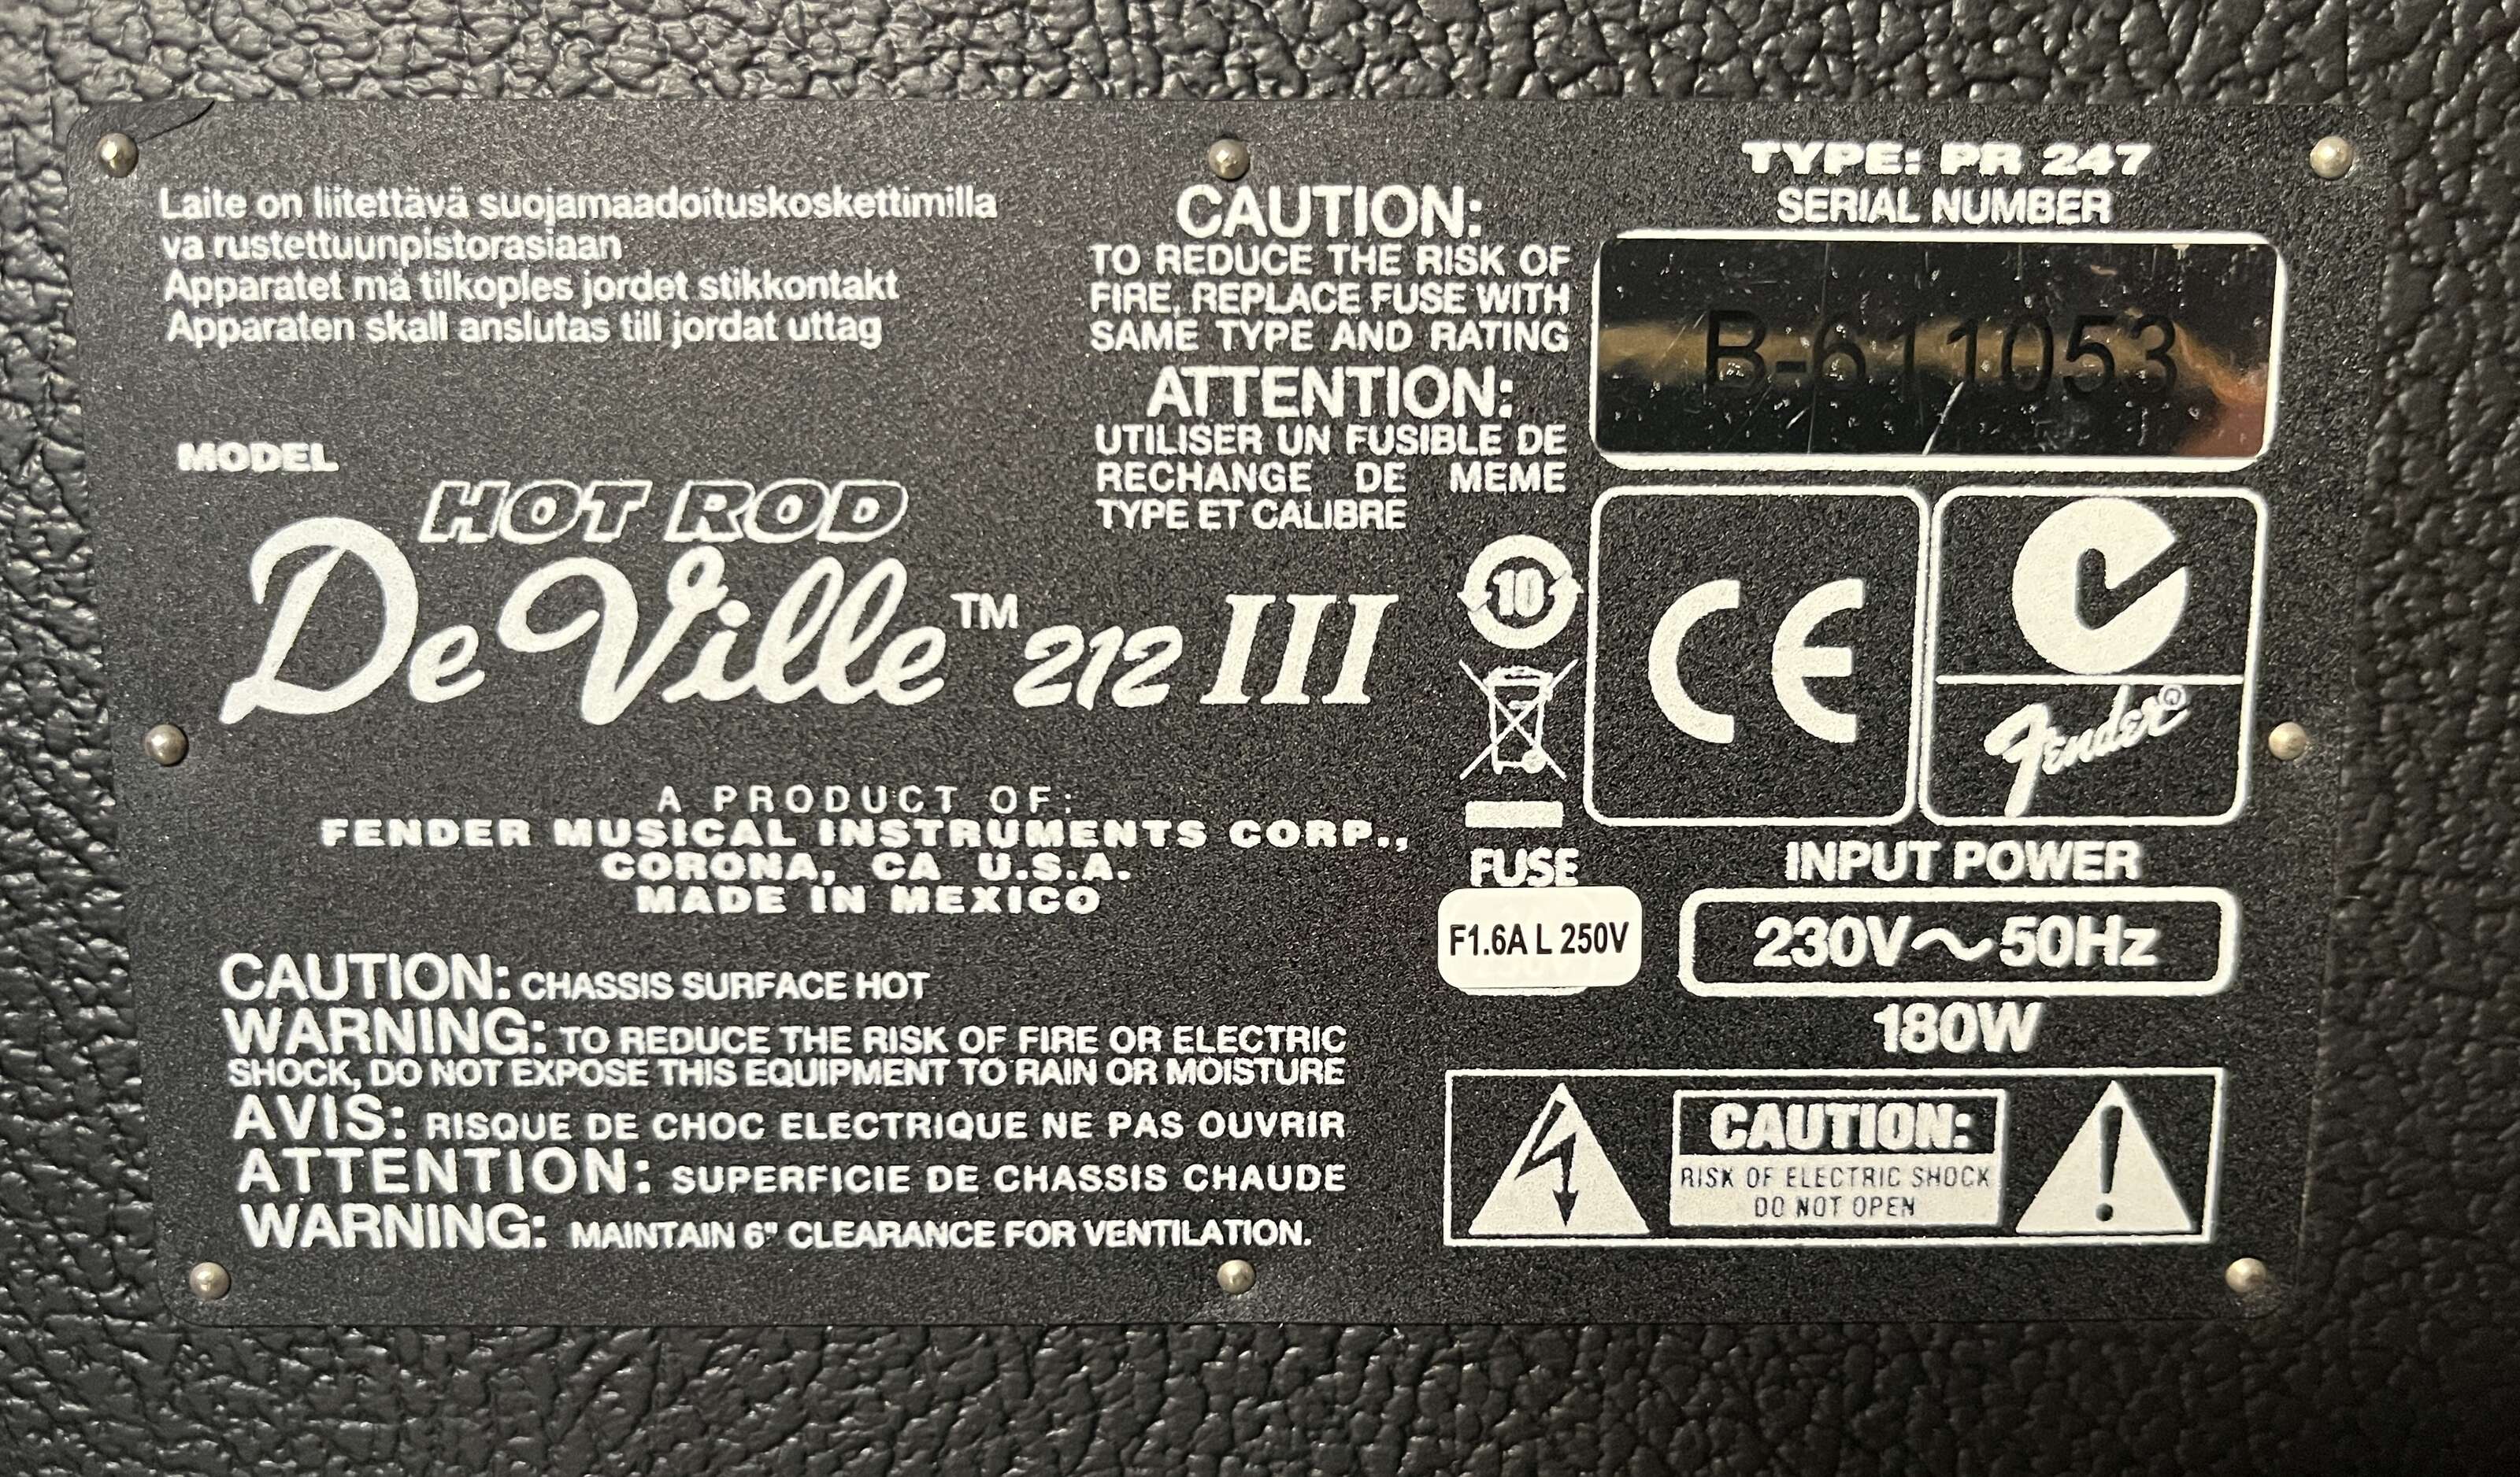 Laite on liitettävä suojamaadoituskoskettimilla
va rustettuunpistorasiaan
Apparatet må tilkoples jordet stikkontakt
Apparaten skall anslutas till jordat uttag
MODEL
HOT ROD
De Ville™ 212 III
A PRODUCT OF:
FENDER MUSICAL INSTRUMENTS CORP.,
CORONA, CA U.S.A.
MADE IN MEXICO
CAUTION: CHASSIS SURFACE HOT
WARNING: TO REDUCE THE RISK OF FIRE OR ELECTRIC
SHOCK, DO NOT EXPOSE THIS EQUIPMENT TO RAIN OR MOISTURE
AVIS: RISQUE DE CHOC ELECTRIQUE NE PAS OUVRIR
ATTENTION: SUPERFICIE DE CHASSIS CHAUDE
WARNING: MAINTAIN 6" CLEARANCE FOR VENTILATION.
CAUTION:
TO REDUCE THE RISK OF
FIRE, REPLACE FUSE WITH
SAME TYPE AND RATING
ATTENTION:
UTILISER UN FUSIBLE DE
RECHANGE DE MEME
TYPE ET CALIBRE
10
FUSE
F1.6A L 250V
TYPE: PR 247
SERIAL NUMBER
B-611053
CE
Fender®
INPUT POWER
230V～50Hz
180W
CAUTION:
RISK OF ELECTRIC SHOCK
DO NOT OPEN